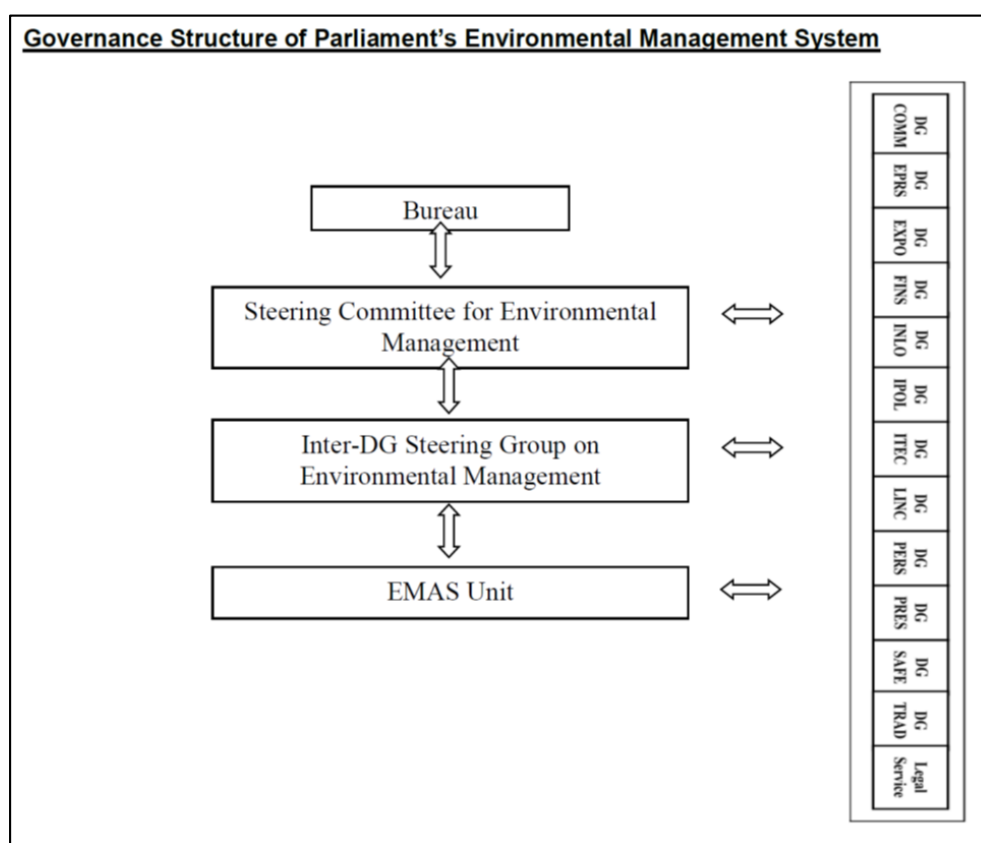 Governance Structure of Parliament's Environmental Management System
Bureau
Steering Committee for Environmental
Management
Inter-DG Steering Group on
Environmental Management
EMAS Unit
DG
COMM
DG
EPRS
DG
EXPO
DG
FINS
DG
INLO
DG
IPOL
DG
ITEC
DG
LINC
DG
PERS
DG
PRES
DG
SAFE
DG
TRAD
Legal
Service